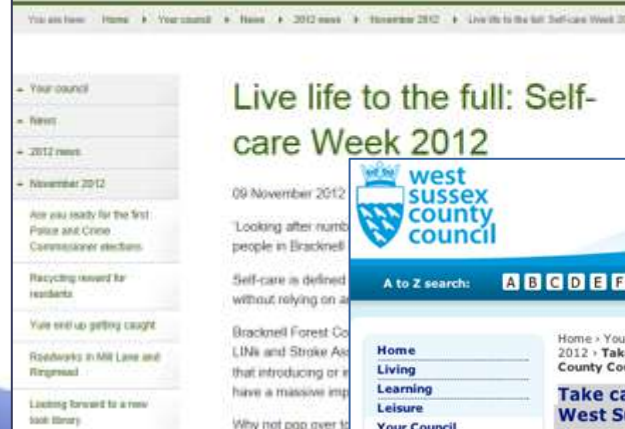 You are here: Home Your council News 2012 news November 2012 Live life to the full: Self-care Week 2012
Your council
News
2012 news
November 2012
Are you ready for the first
Police and Crime
Commissioner elections
Recycling reward for
residents
Yule end up getting caught
Roadworks in Mill Lane and
Ringmead
Looking forward to a new
look library
Live life to the full: Self-
care Week 2012
09 November 2012
'Looking after numb
people in Bracknell
Self-care is defined
without relying on a
Bracknell Forest Co
LINk and Stroke Ass
that introducing or i
have a massive imp
Why not pop over to
west
sussex
county
council
A to Z search: A B C D E F
Home
Living
Learning
Leisure
Your Council
Home › You
2012 › Tak
County Cou
Take ca
West S